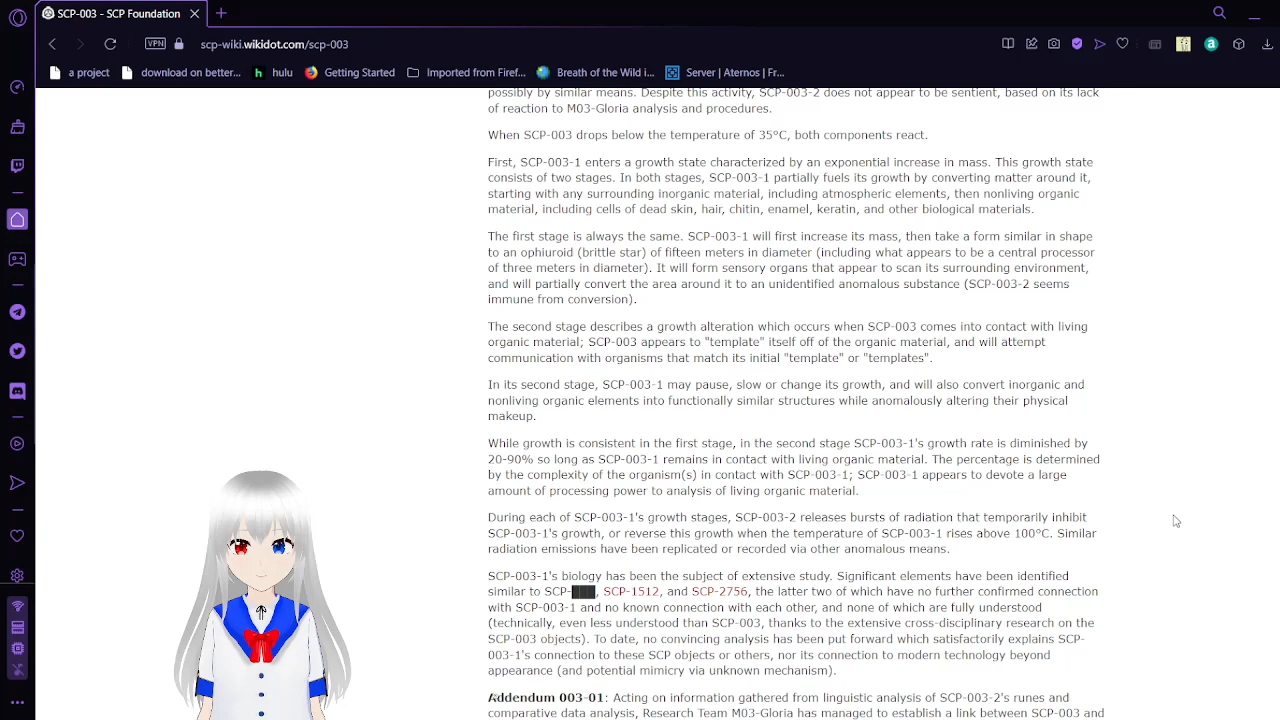 SCP-003 - SCP Foundation
VPN
scp-wiki.wikidot.com/scp-003
a project
download on better...
hulu
Getting Started
Imported from Firef...
Breath of the Wild i...
Server | Aternos | Fr...
possibly by similar means. Despite this activity, SCP-003-2 does not appear to be sentient, based on its lack
of reaction to M03-Gloria analysis and procedures.
When SCP-003 drops below the temperature of 35°C, both components react.
First, SCP-003-1 enters a growth state characterized by an exponential increase in mass. This growth state
consists of two stages. In both stages, SCP-003-1 partially fuels its growth by converting matter around it,
starting with any surrounding inorganic material, including atmospheric elements, then nonliving organic
material, including cells of dead skin, hair, chitin, enamel, keratin, and other biological materials.
The first stage is always the same. SCP-003-1 will first increase its mass, then take a form similar in shape
to an ophiuroid (brittle star) of fifteen meters in diameter (including what appears to be a central processor
of three meters in diameter). It will form sensory organs that appear to scan its surrounding environment,
and will partially convert the area around it to an unidentified anomalous substance (SCP-003-2 seems
immune from conversion).
The second stage describes a growth alteration which occurs when SCP-003 comes into contact with living
organic material; SCP-003 appears to "template" itself off of the organic material, and will attempt
communication with organisms that match its initial "template" or "templates".
In its second stage, SCP-003-1 may pause, slow or change its growth, and will also convert inorganic and
nonliving organic elements into functionally similar structures while anomalously altering their physical
makeup.
While growth is consistent in the first stage, in the second stage SCP-003-1's growth rate is diminished by
20-90% so long as SCP-003-1 remains in contact with living organic material. The percentage is determined
by the complexity of the organism(s) in contact with SCP-003-1; SCP-003-1 appears to devote a large
amount of processing power to analysis of living organic material.
During each of SCP-003-1's growth stages, SCP-003-2 releases bursts of radiation that temporarily inhibit
SCP-003-1's growth, or reverse this growth when the temperature of SCP-003-1 rises above 100°C. Similar
radiation emissions have been replicated or recorded via other anomalous means.
SCP-003-1's biology has been the subject of extensive study. Significant elements have been identified
similar to SCP-███, SCP-1512, and SCP-2756, the latter two of which have no further confirmed connection
with SCP-003-1 and no known connection with each other, and none of which are fully understood
(technically, even less understood than SCP-003, thanks to the extensive cross-disciplinary research on the
SCP-003 objects). To date, no convincing analysis has been put forward which satisfactorily explains SCP-
003-1's connection to these SCP objects or others, nor its connection to modern technology beyond
appearance (and potential mimicry via unknown mechanism).
Addendum 003-01: Acting on information gathered from linguistic analysis of SCP-003-2's runes and
comparative data analysis, Research Team M03-Gloria has managed to establish a link between SCP-003 and